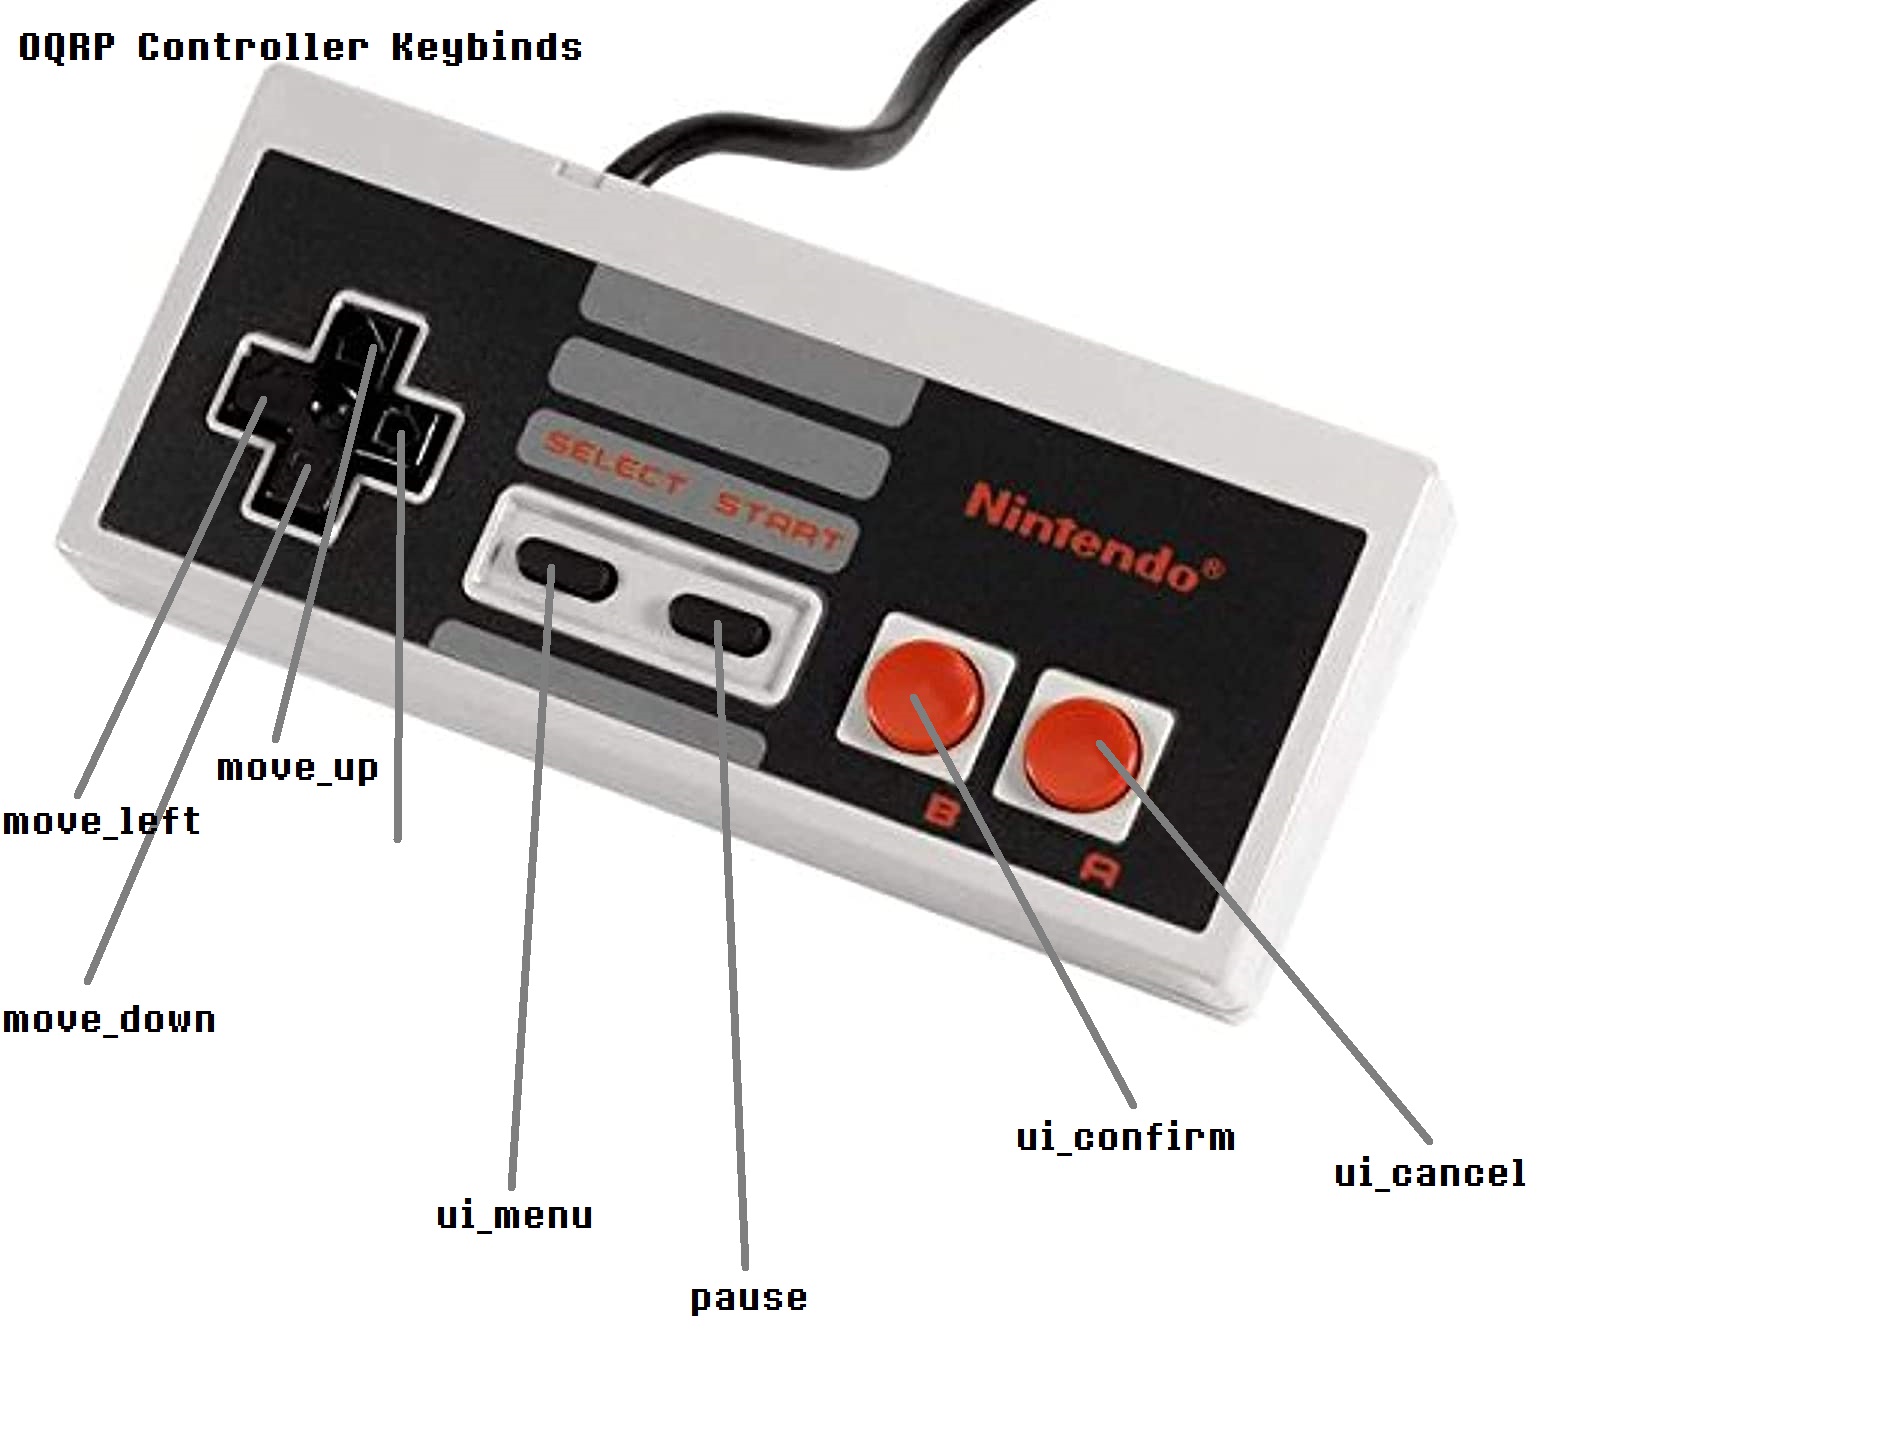 OQRP Controller Keybinds
SELECT START
Nintendo®
B
A
move_up
move_left
move_down
ui_menu
pause
ui_confirm
ui_cancel